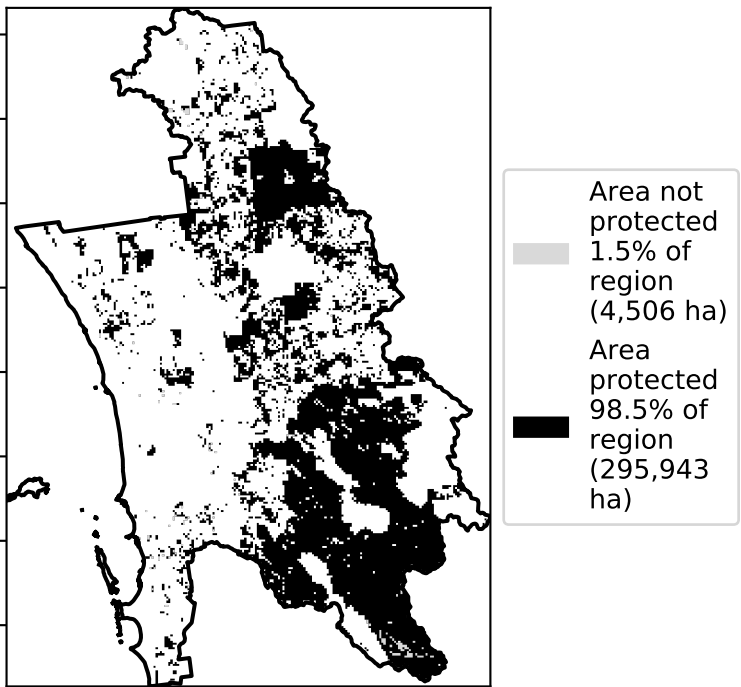 Area not
protected
1.5% of
region
(4,506 ha)
Area
protected
98.5% of
region
(295,943
ha)